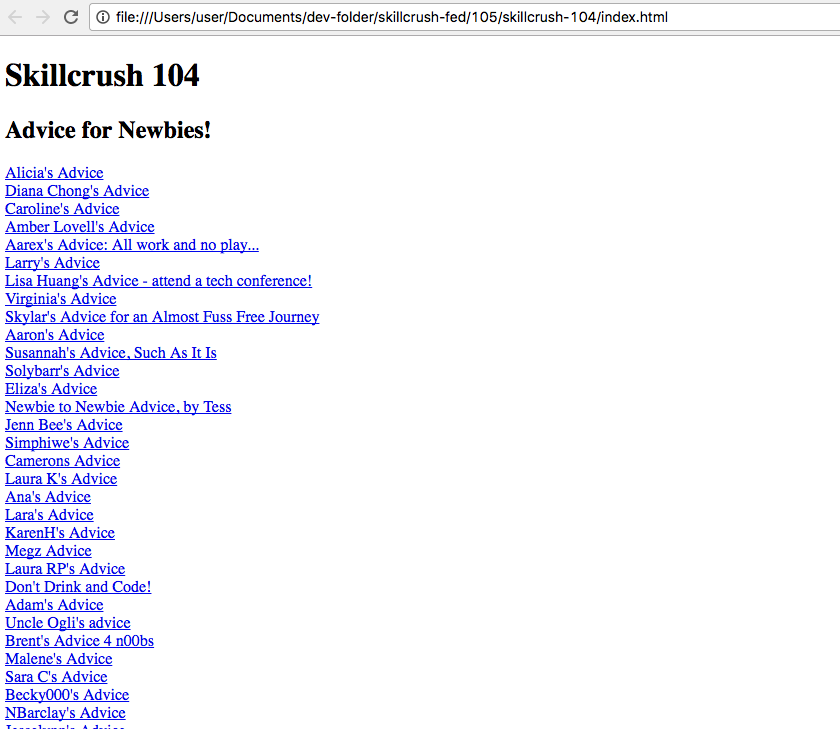 file:///Users/user/Documents/dev-folder/skillcrush-fed/105/skillcrush-104/index.html
Skillcrush 104
Advice for Newbies!
Alicia's Advice
Diana Chong's Advice
Caroline's Advice
Amber Lovell's Advice
Aarex's Advice: All work and no play...
Larry's Advice
Lisa Huang's Advice - attend a tech conference!
Virginia's Advice
Skylar's Advice for an Almost Fuss Free Journey
Aaron's Advice
Susannah's Advice, Such As It Is
Solybarr's Advice
Eliza's Advice
Newbie to Newbie Advice, by Tess
Jenn Bee's Advice
Simphiwe's Advice
Camerons Advice
Laura K's Advice
Ana's Advice
Lara's Advice
KarenH's Advice
Megz Advice
Laura RP's Advice
Don't Drink and Code!
Adam's Advice
Uncle Ogli's advice
Brent's Advice 4 n00bs
Malene's Advice
Sara C's Advice
Becky000's Advice
NBarclay's Advice